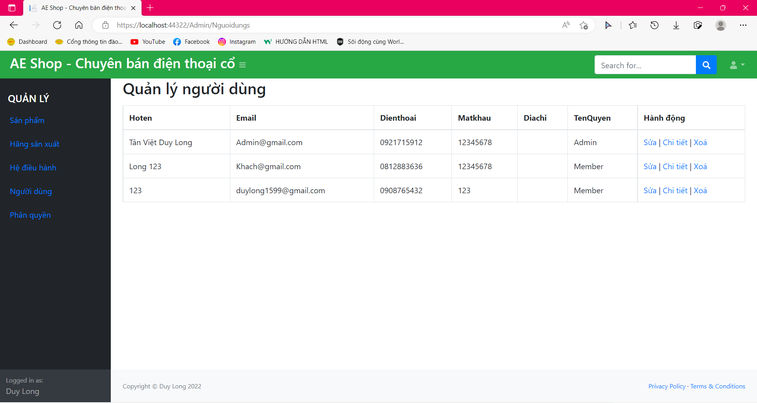 AE Shop - Chuyên bán điện thoại
https://localhost:44322/Admin/Nguoidungs
Dashboard
Cổng thông tin đào...
YouTube
Facebook
Instagram
HƯỚNG DẪN HTML
Sôi động cùng Worl...
AE Shop - Chuyên bán điện thoại cổ
Search for...
QUẢN LÝ
Sản phẩm
Hãng sản xuất
Hệ điều hành
Người dùng
Phân quyền
Quản lý người dùng
Hoten Email Dienthoai Matkhau Diachi TenQuyen Hành động
Tân Việt Duy Long Admin@gmail.com 0921715912 12345678 Admin Sửa | Chi tiết | Xoá
Long 123 Khach@gmail.com 0812883636 12345678 Member Sửa | Chi tiết | Xoá
123 duylong1599@gmail.com 0908765432 123 Member Sửa | Chi tiết | Xoá
Logged in as:
Duy Long
Copyright © Duy Long 2022
Privacy Policy · Terms & Conditions